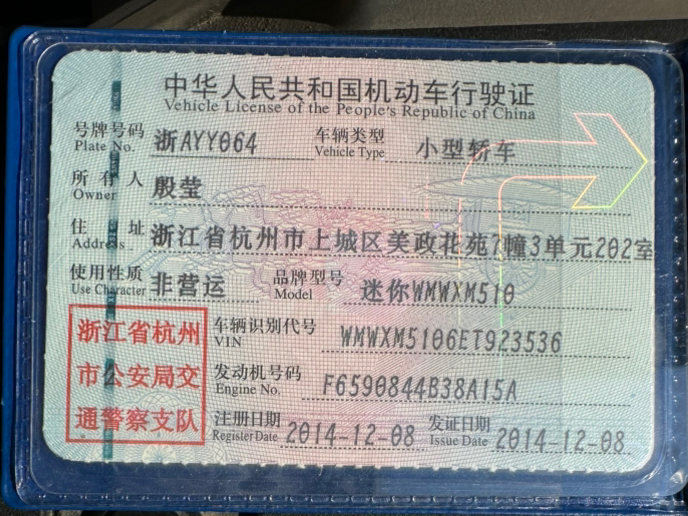 中华人民共和国机动车行驶证
Vehicle License of the People's Republic of China
号牌号码 浙AYY064 车辆类型 小型轿车
Plate No. Vehicle Type
所有人 殷莹
Owner
住址 浙江省杭州市上城区美政花苑7幢3单元202室
Address
使用性质 非营运 品牌型号 迷你WMWXM510
Use Character Model
浙江省杭州
市公安局交
通警察支队
车辆识别代号 WMWXM5106ET923536
VIN
发动机号码 F6590844B38A15A
Engine No.
注册日期 2014-12-08 发证日期 2014-12-08
Register Date Issue Date